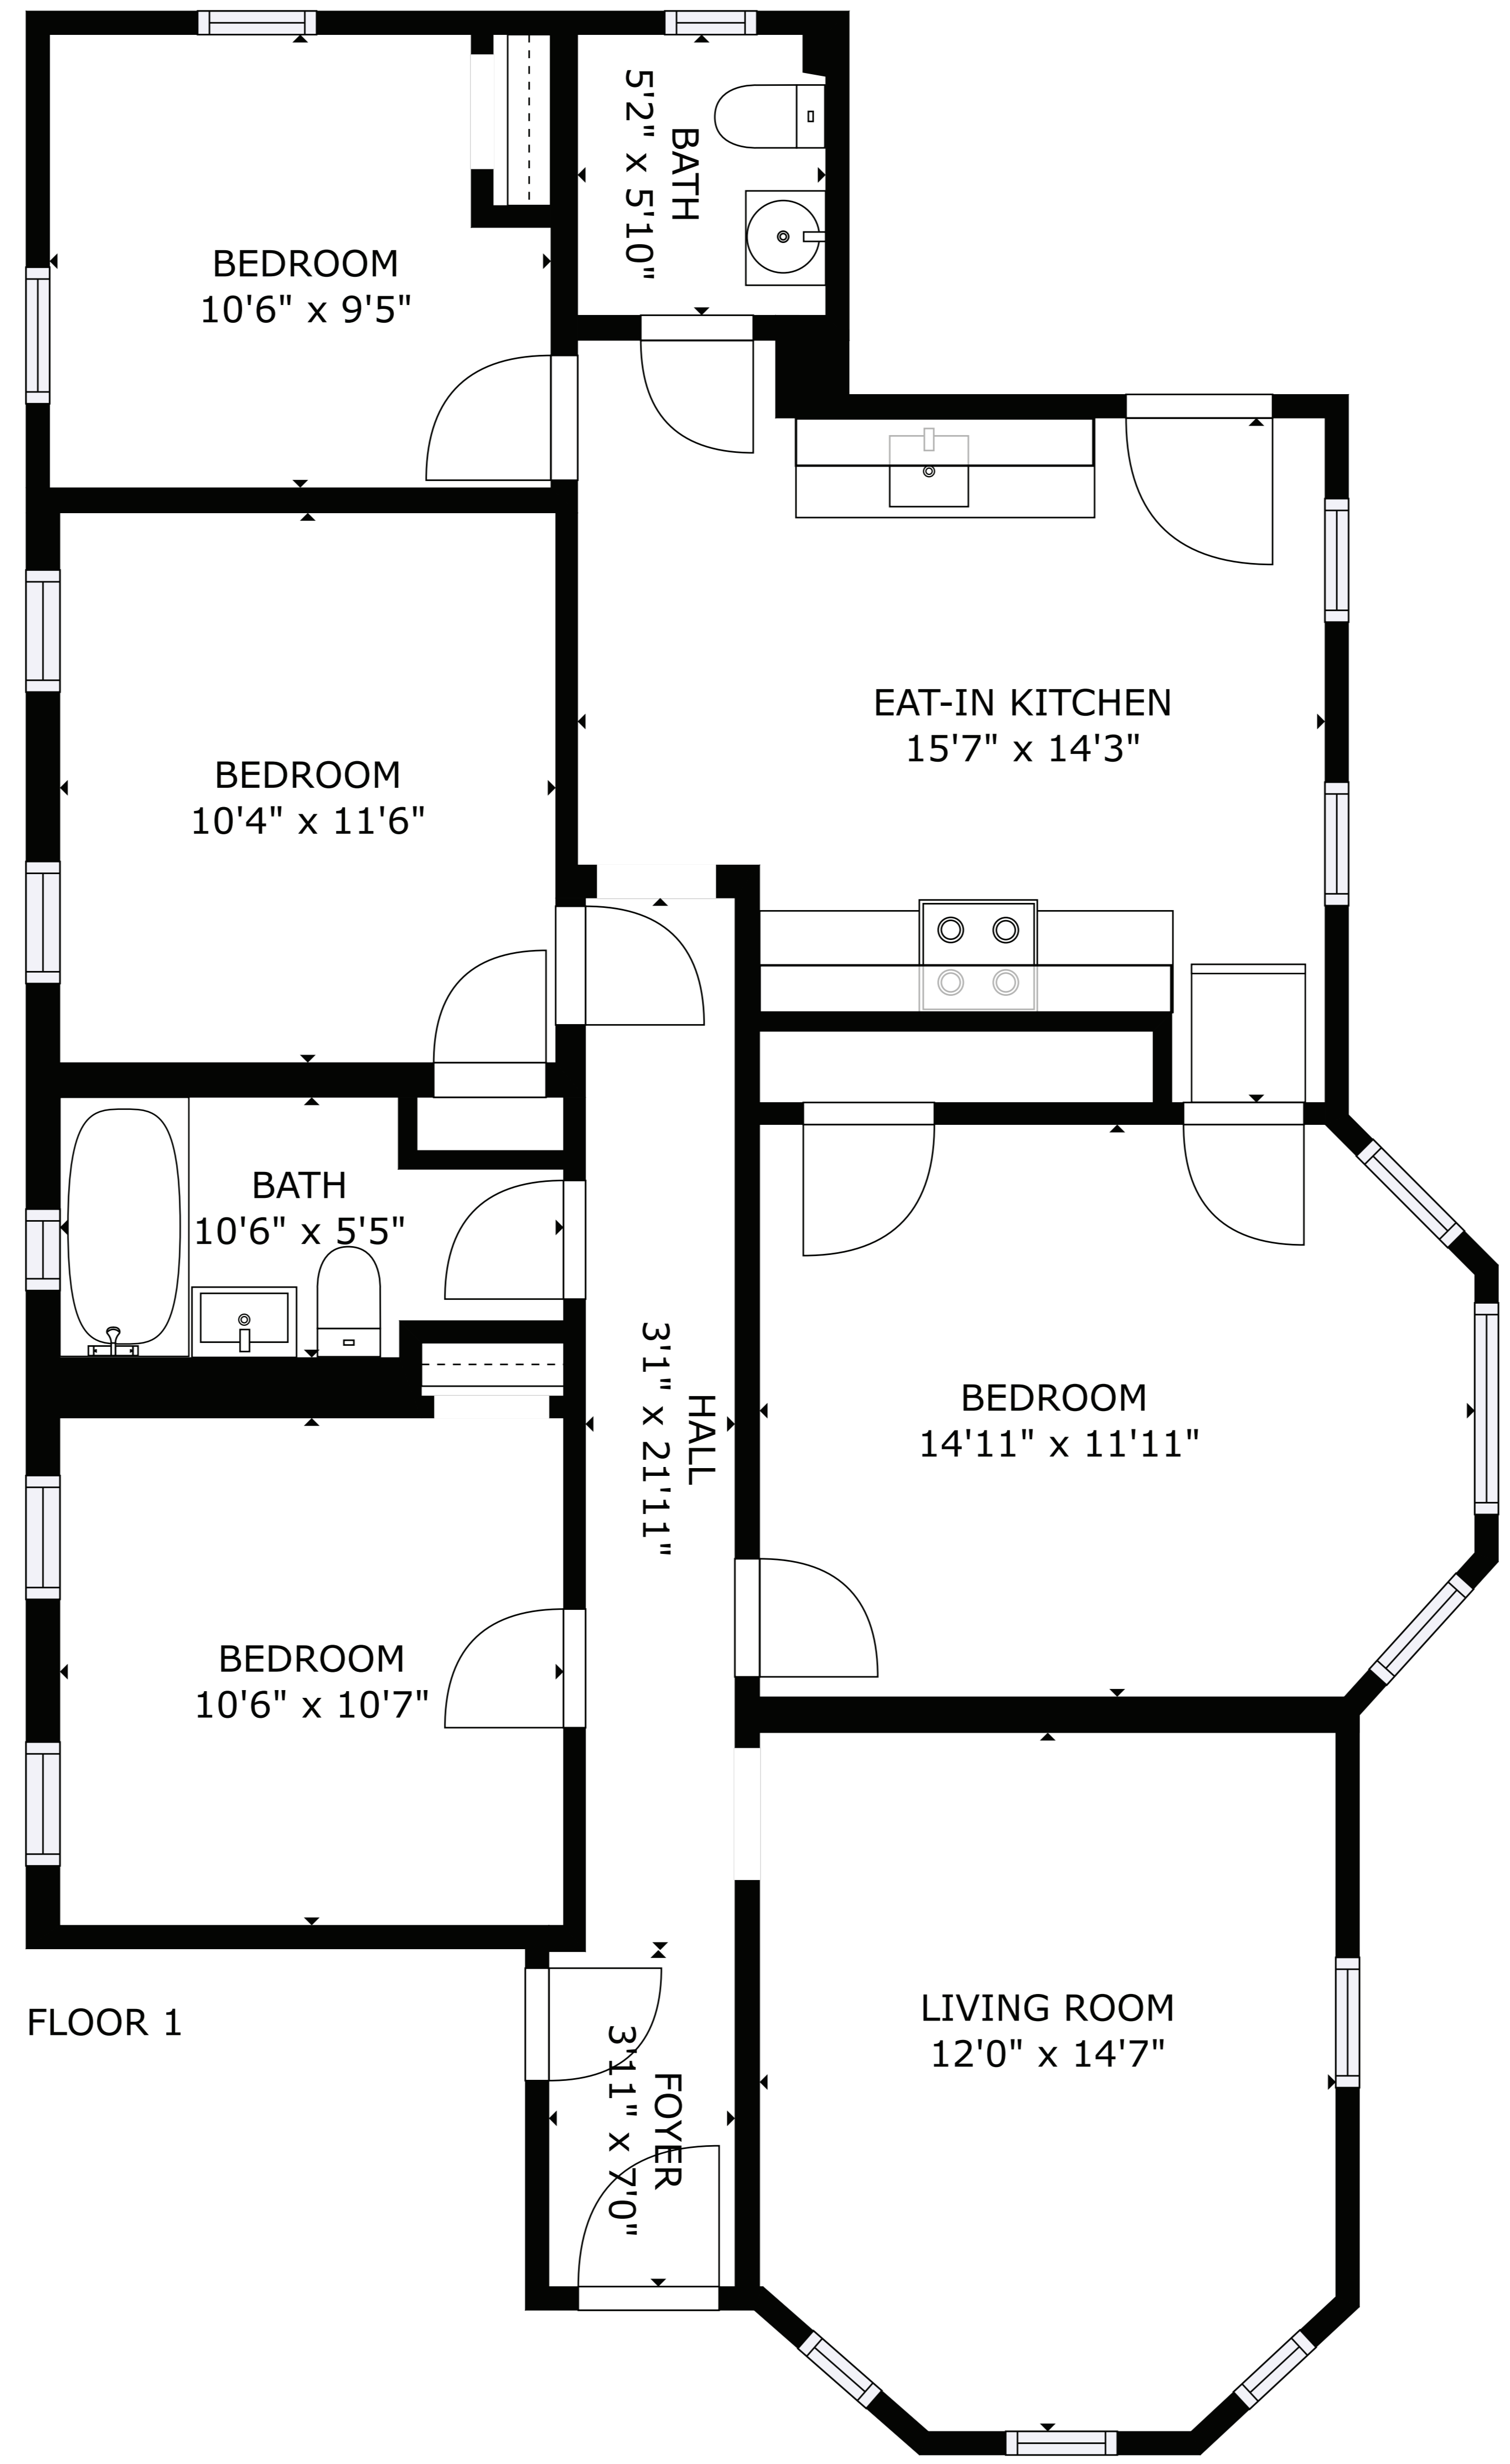 BATH
5'2" x 5'10"
BEDROOM
10'6" x 9'5"
EAT-IN KITCHEN
15'7" x 14'3"
BEDROOM
10'4" x 11'6"
BATH
10'6" x 5'5"
HALL
3'1" x 21'11"
BEDROOM
14'11" x 11'11"
BEDROOM
10'6" x 10'7"
LIVING ROOM
12'0" x 14'7"
FLOOR 1
FOYER
3'11" x 7'0"